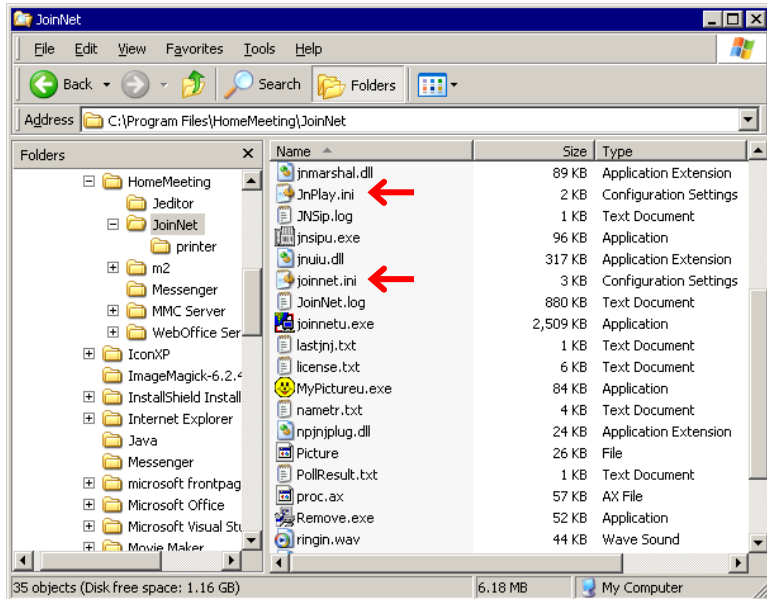 JoinNet
File Edit View Favorites Tools Help
Back Search Folders
Address C:\Program Files\HomeMeeting\JoinNet
Folders
HomeMeeting
Jeditor
JoinNet
printer
m2
Messenger
MMC Server
WebOffice Ser
IconXP
ImageMagick-6.2.4
InstallShield Install
Internet Explorer
Java
Messenger
microsoft frontpag
Microsoft Office
Microsoft Visual Stu
Movie Maker
Name Size Type
jnmarshal.dll 89 KB Application Extension
JnPlay.ini 2 KB Configuration Settings
JNSip.log 1 KB Text Document
jnsipu.exe 96 KB Application
jnuiu.dll 317 KB Application Extension
joinnet.ini 3 KB Configuration Settings
JoinNet.log 880 KB Text Document
joinnetu.exe 2,509 KB Application
lastjnj.txt 1 KB Text Document
license.txt 6 KB Text Document
MyPictureu.exe 84 KB Application
nametr.txt 4 KB Text Document
npjnjplug.dll 24 KB Application Extension
Picture 26 KB File
PollResult.txt 1 KB Text Document
proc.ax 57 KB AX File
Remove.exe 52 KB Application
ringin.wav 44 KB Wave Sound
35 objects (Disk free space: 1.16 GB) 6.18 MB My Computer